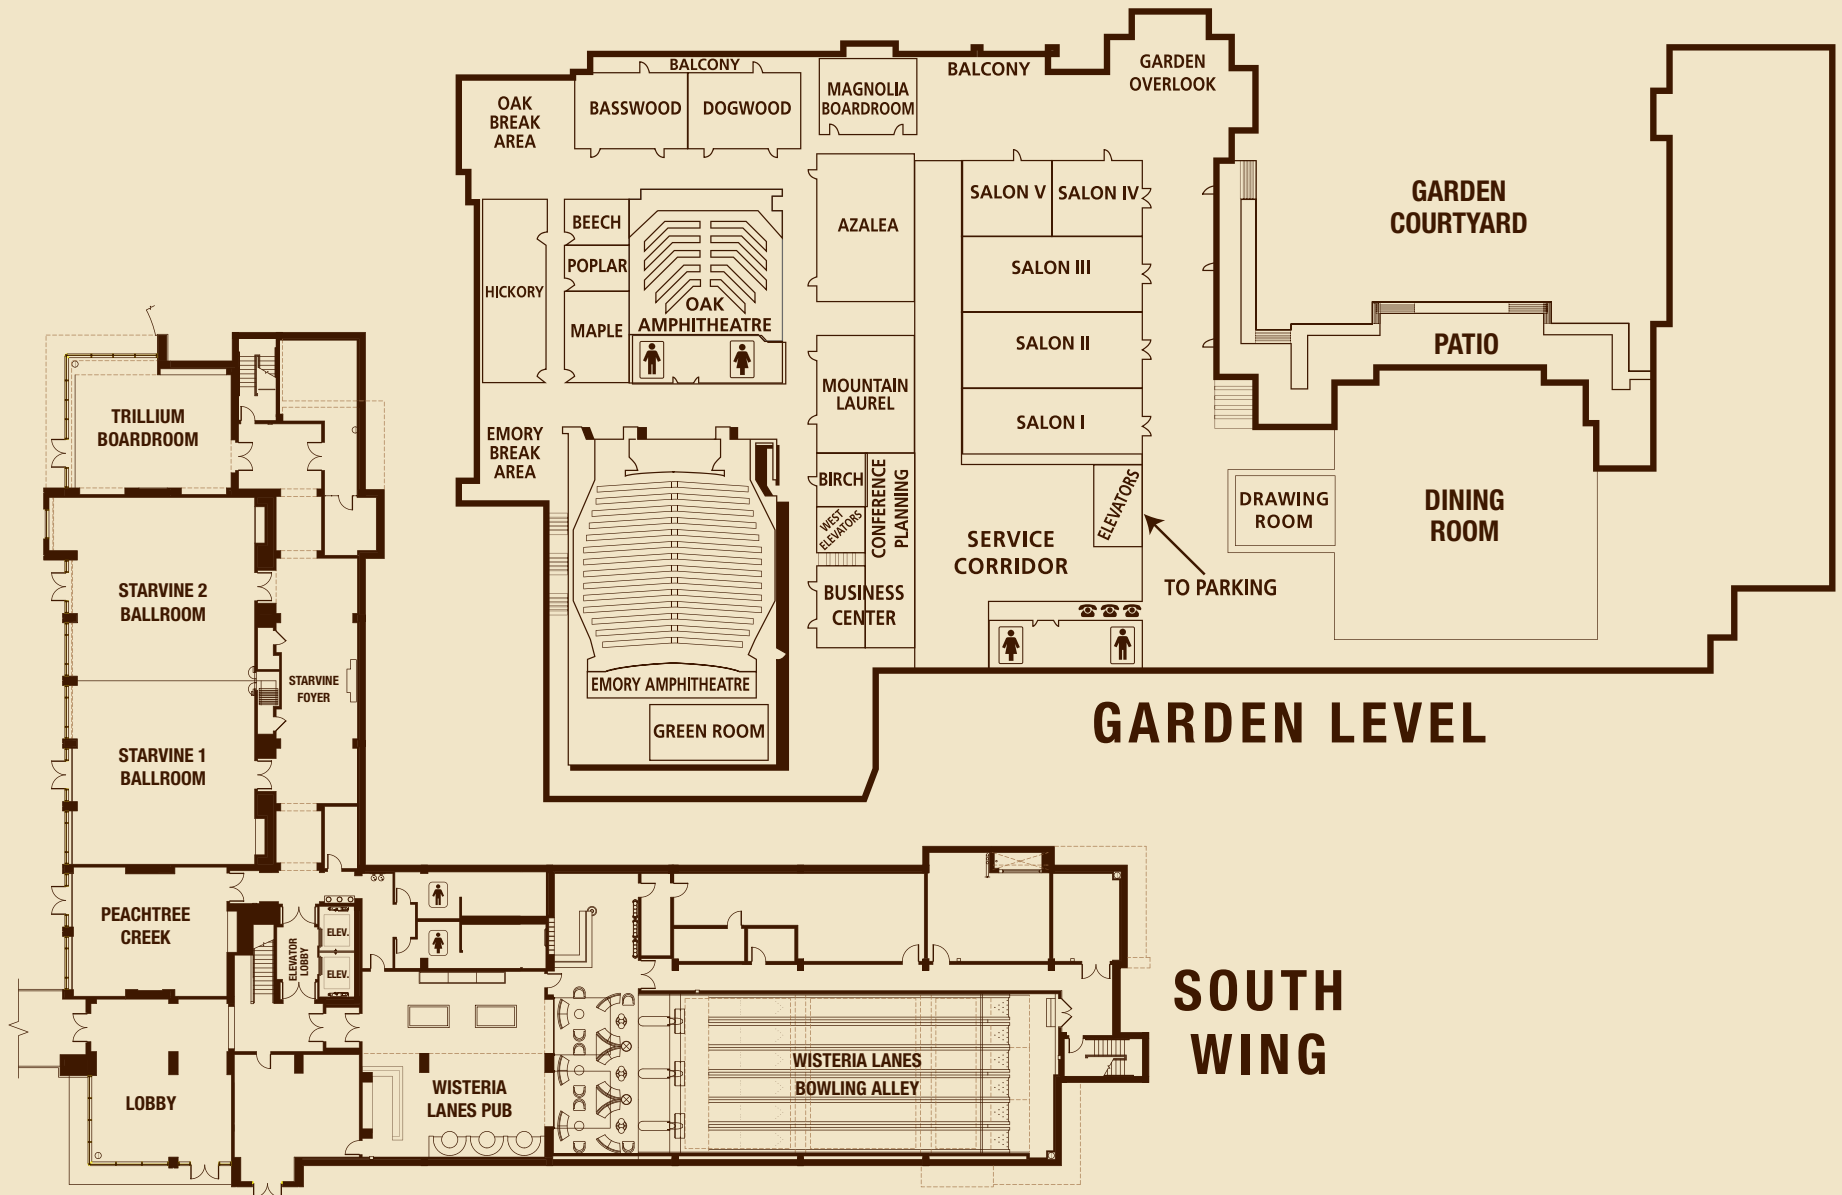 BALCONY
BALCONY
GARDEN
OVERLOOK
OAK
BREAK
AREA
BASSWOOD
DOGWOOD
MAGNOLIA
BOARDROOM
SALON V
SALON IV
GARDEN
COURTYARD
BEECH
AZALEA
POPLAR
SALON III
HICKORY
OAK
AMPHITHEATRE
MAPLE
SALON II
PATIO
MOUNTAIN
LAUREL
SALON I
EMORY
BREAK
AREA
BIRCH
CONFERENCE
PLANNING
WEST
ELEVATORS
ELEVATORS
DRAWING
ROOM
DINING
ROOM
SERVICE
CORRIDOR
TO PARKING
BUSINESS
CENTER
EMORY AMPHITHEATRE
GREEN ROOM
GARDEN LEVEL
TRILLIUM
BOARDROOM
STARVINE 2
BALLROOM
STARVINE
FOYER
STARVINE 1
BALLROOM
PEACHTREE
CREEK
ELEVATOR
LOBBY
ELEV.
ELEV.
LOBBY
WISTERIA
LANES PUB
WISTERIA LANES
BOWLING ALLEY
SOUTH
WING